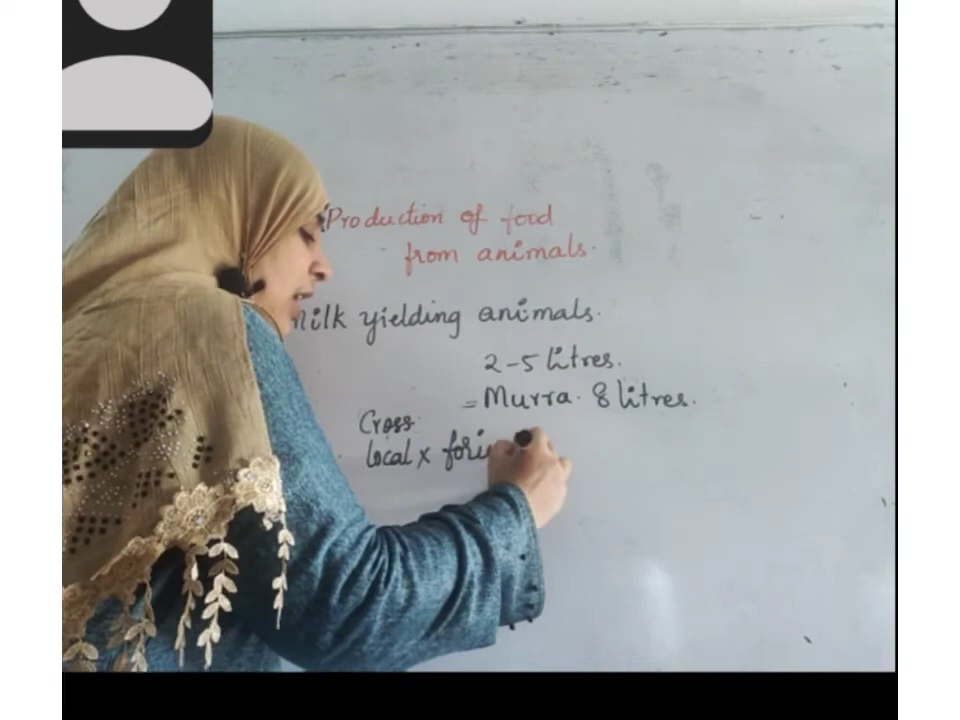 Production of food
from animals.
Milk yielding animals.
2-5 litres.
= Murra. 8 litres.
Cross
local x